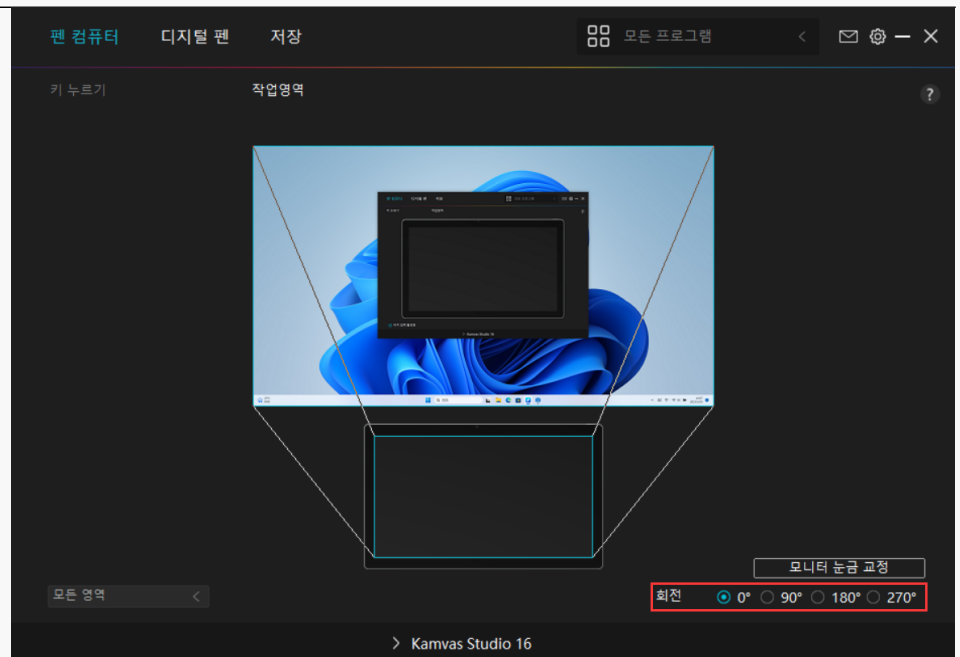 펜 컴퓨터 디지털 펜 저장 모든 프로그램
키 누르기 작업영역 ?
모니터 눈금 교정
모든 영역 회전 0° 90° 180° 270°
Kamvas Studio 16